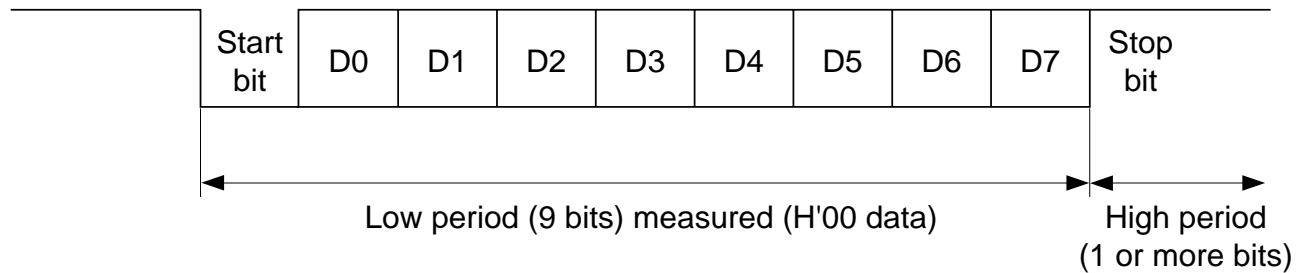 Start bit D0 D1 D2 D3 D4 D5 D6 D7 Stop bit
Low period (9 bits) measured (H'00 data)
High period
(1 or more bits)